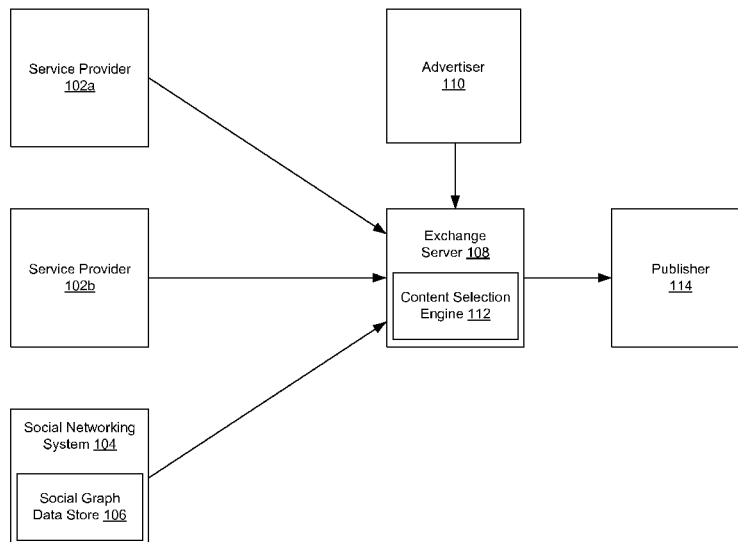 Service Provider
102a
Advertiser
110
Service Provider
102b
Exchange
Server 108
Content Selection
Engine 112
Publisher
114
Social Networking
System 104
Social Graph
Data Store 106